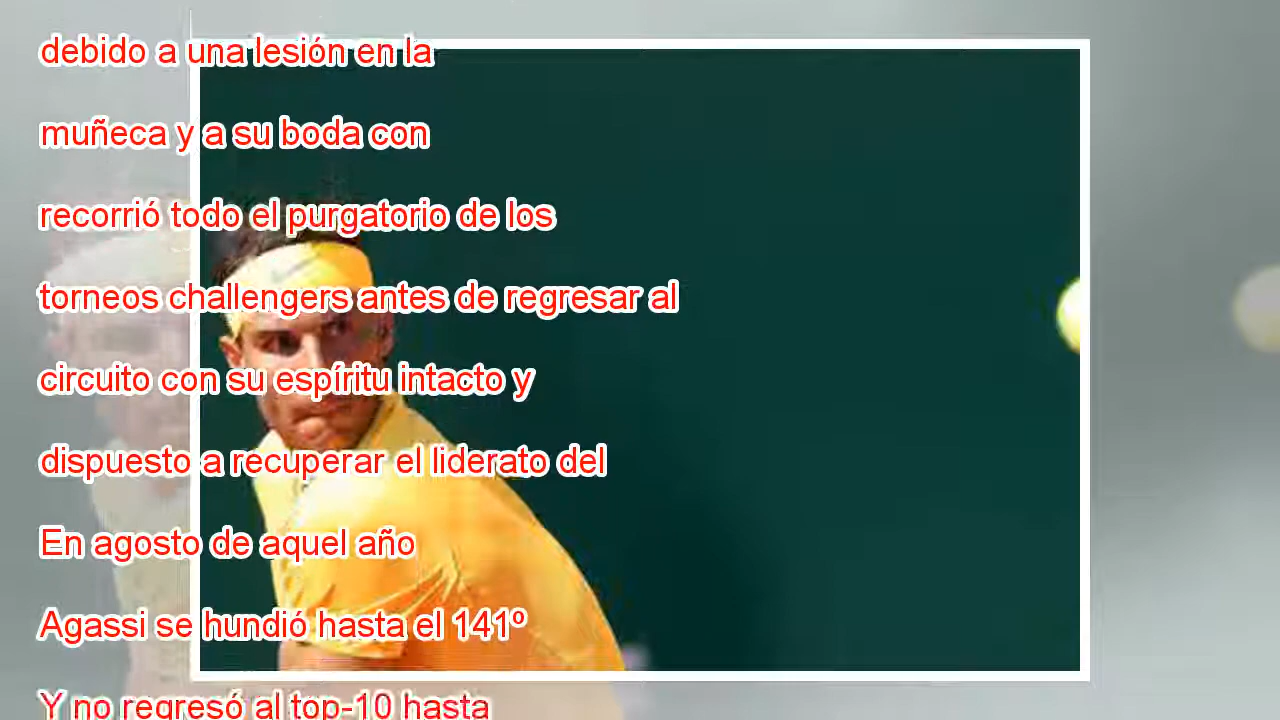 debido a una lesión en la
muñeca y a su boda con
recorrió todo el purgatorio de los
torneos challengers antes de regresar al
circuito con su espíritu intacto y
dispuesto a recuperar el liderato del
En agosto de aquel año
Agassi se hundió hasta el 141º
Y no regresó al top-10 hasta